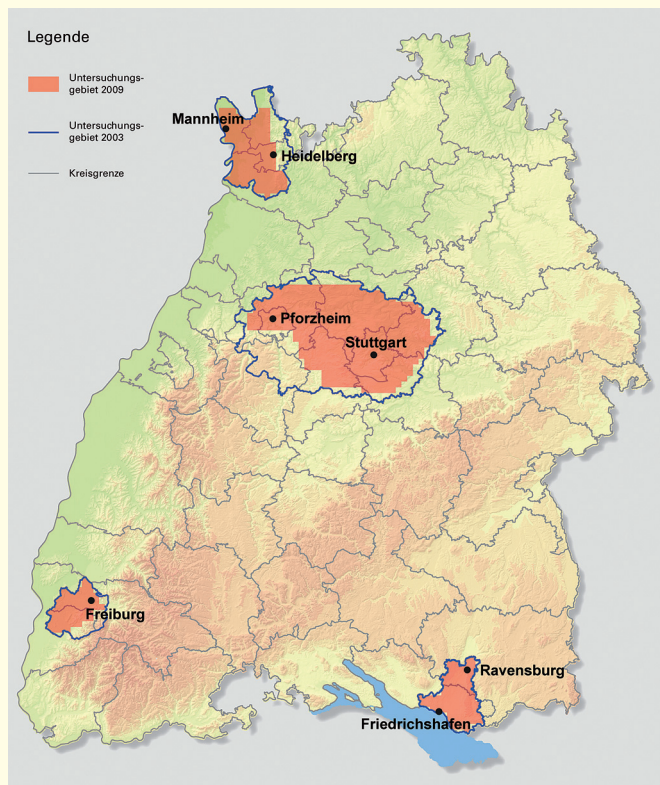 Legende
Untersuchungs-
gebiet 2009
Untersuchungs-
gebiet 2003
Kreisgrenze
Mannheim
Heidelberg
Pforzheim
Stuttgart
Freiburg
Ravensburg
Friedrichshafen